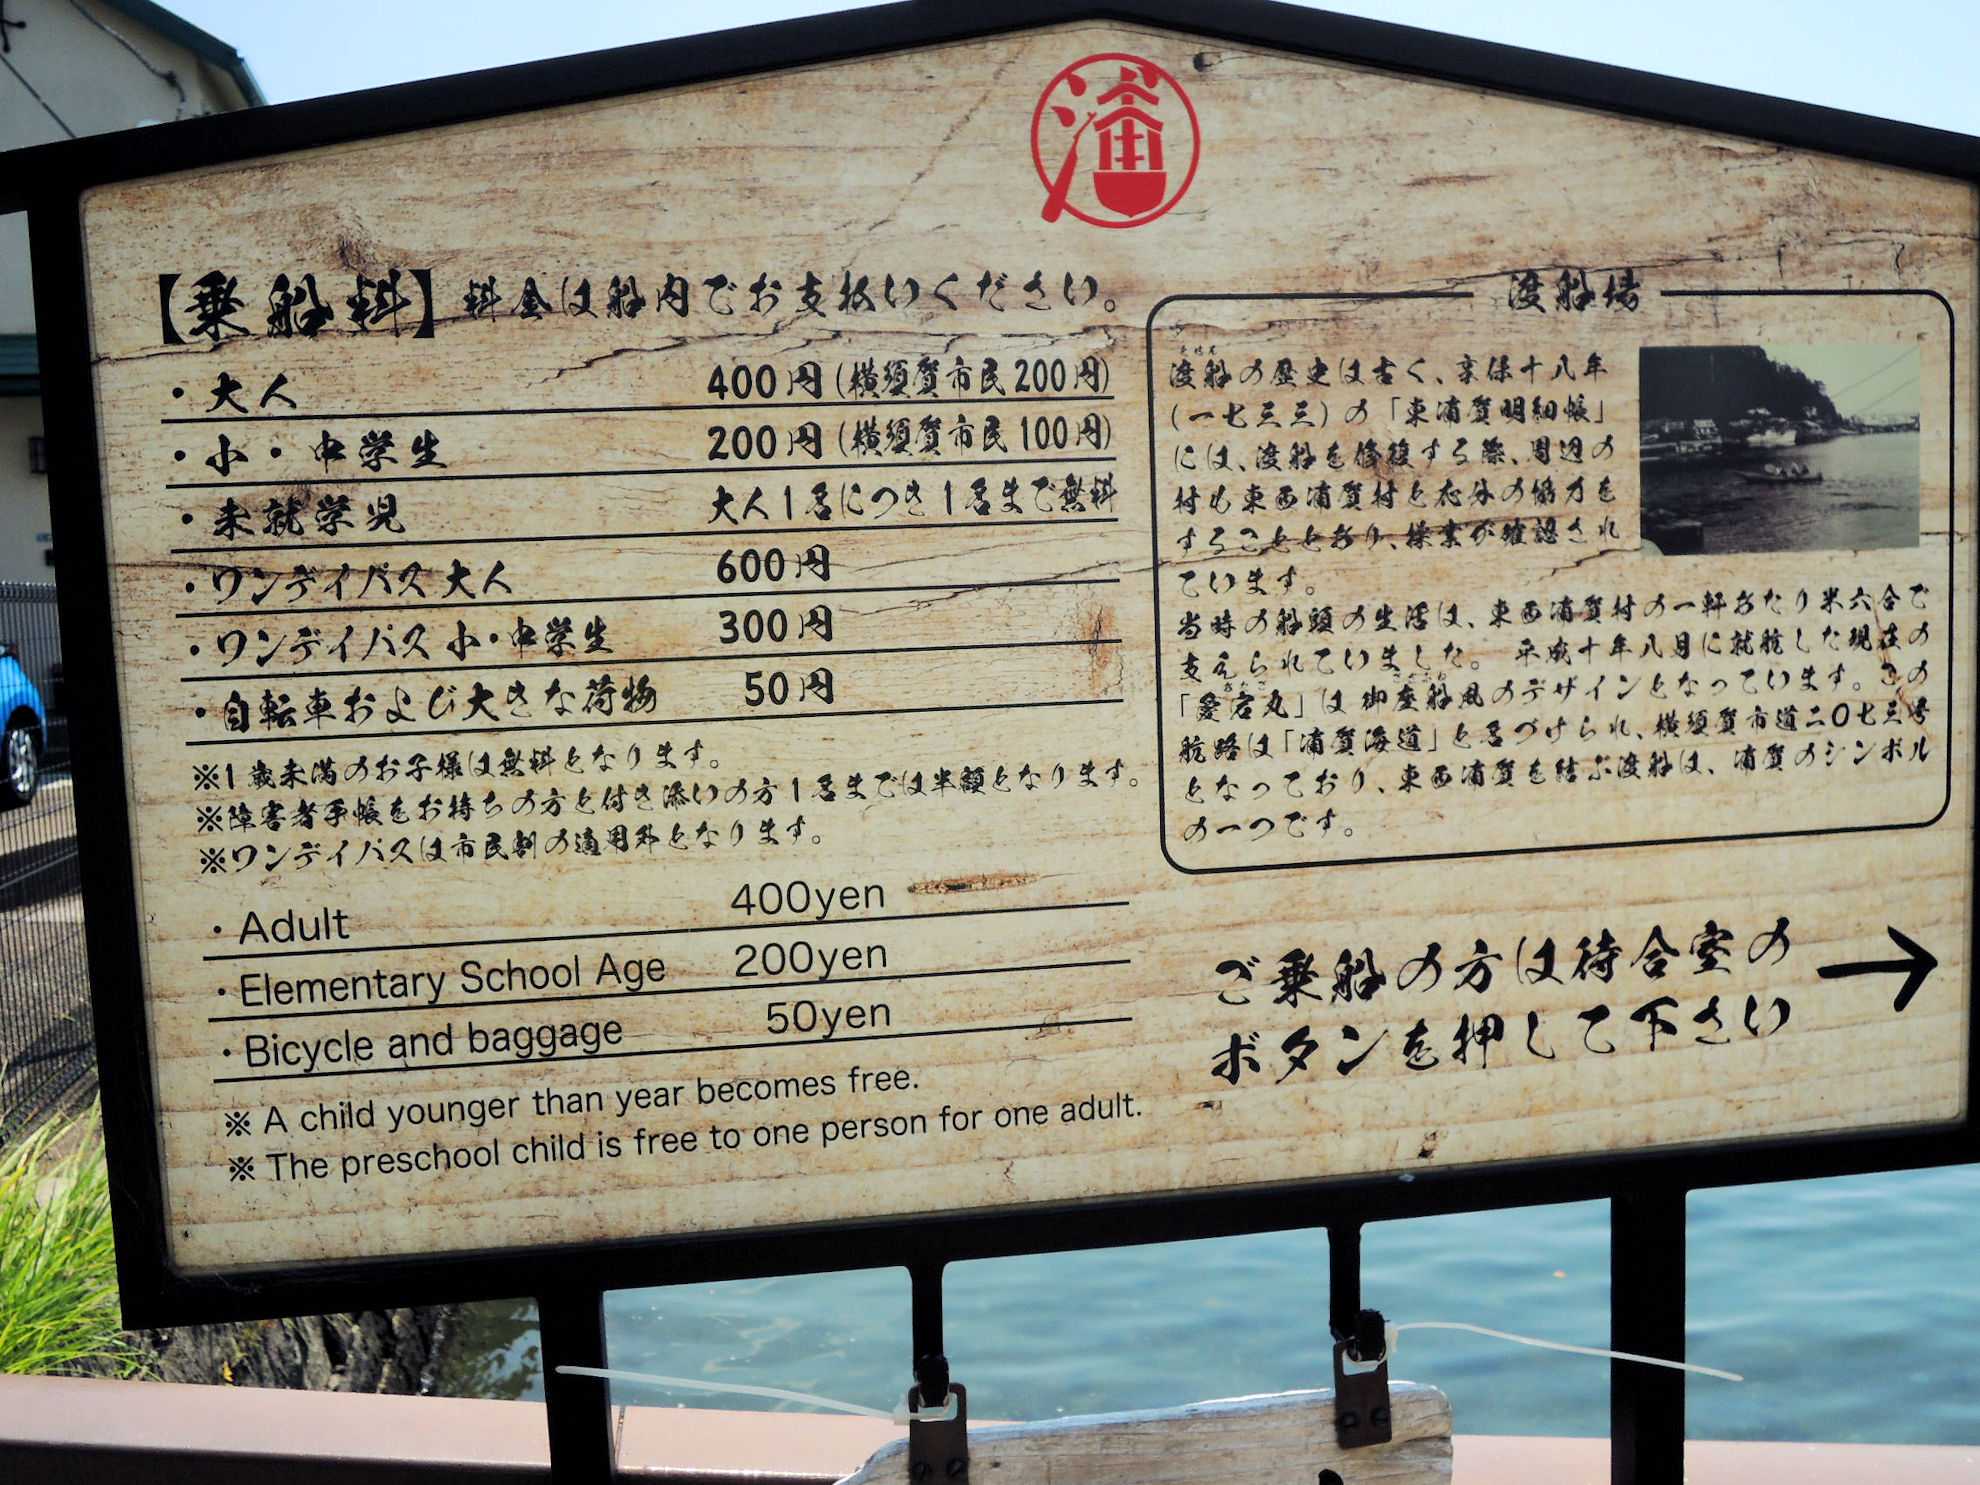 浦
【乗船料】料金は船内でお支払いください。
・大人 400円(横須賀市民200円)
・小・中学生 200円(横須賀市民100円)
・未就学児 大人1名につき1名まで無料
・ワンデイパス大人 600円
・ワンデイパス小・中学生 300円
・自転車および大きな荷物 50円
※1歳未満のお子様は無料となります。
※障害者手帳をお持ちの方と付き添いの方1名までは半額となります。
※ワンデイパスは市民割の適用外となります。
・Adult 400yen
・Elementary School Age 200yen
・Bicycle and baggage 50yen
※ A child younger than year becomes free.
※ The preschool child is free to one person for one adult.
渡船場
渡船の歴史は古く、享保十八年
(一七三三)の「東浦賀明細帳」
には、渡船を修復する際、周辺の
村も東西浦賀村と応分の協力を
することとあり、操業が確認され
ています。
当時の船頭の生活は、東西浦賀村の一軒あたり米六合で
支えられていました。 平成十年八月に就航した現在の
「愛宕丸」は御座船風のデザインとなっています。この
航路は「浦賀海道」と名づけられ、横須賀市道二〇七三号
となっており、東西浦賀を結ぶ渡船は、浦賀のシンボル
の一つです。
ご乗船の方は待合室の
ボタンを押して下さい